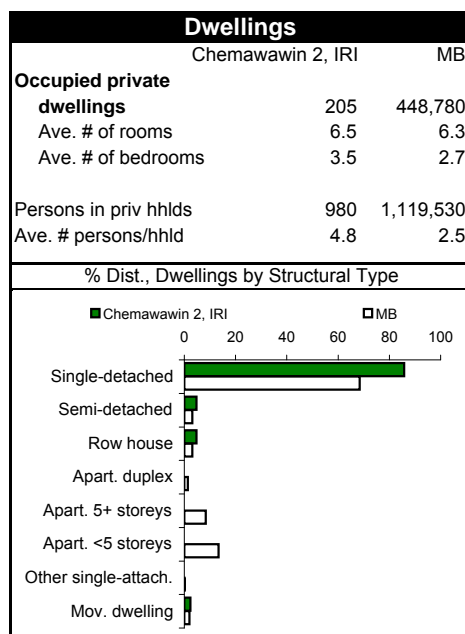 Dwellings
Chemawawin 2, IRI MB
Occupied private
dwellings 205 448,780
Ave. # of rooms 6.5 6.3
Ave. # of bedrooms 3.5 2.7
Persons in priv hhlds 980 1,119,530
Ave. # persons/hhld 4.8 2.5
% Dist., Dwellings by Structural Type
Chemawawin 2, IRI MB
0 20 40 60 80 100
Single-detached
Semi-detached
Row house
Apart. duplex
Apart. 5+ storeys
Apart. <5 storeys
Other single-attach.
Mov. dwelling